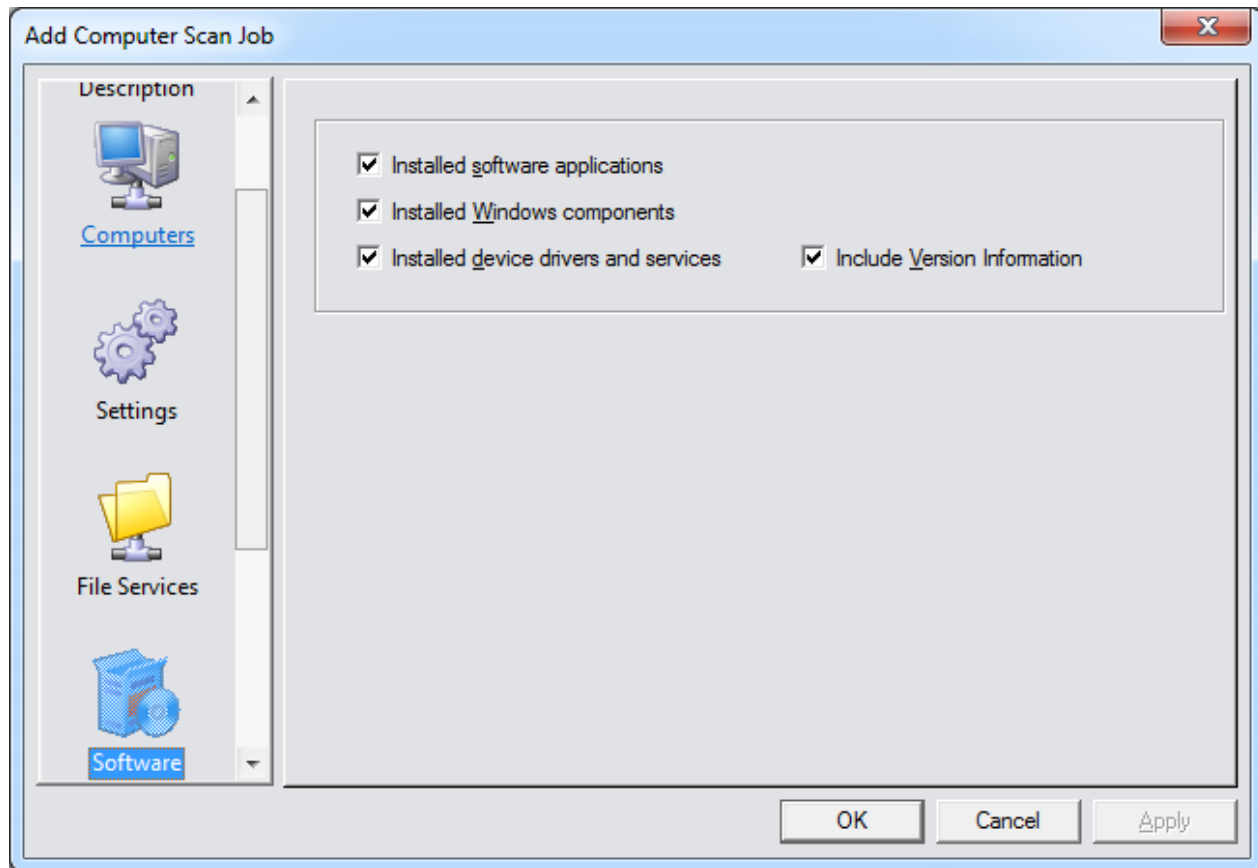 Add Computer Scan Job
Description
Computers
Settings
File Services
Software
Installed software applications
Installed Windows components
Installed device drivers and services
Include Version Information
OK
Cancel
Apply